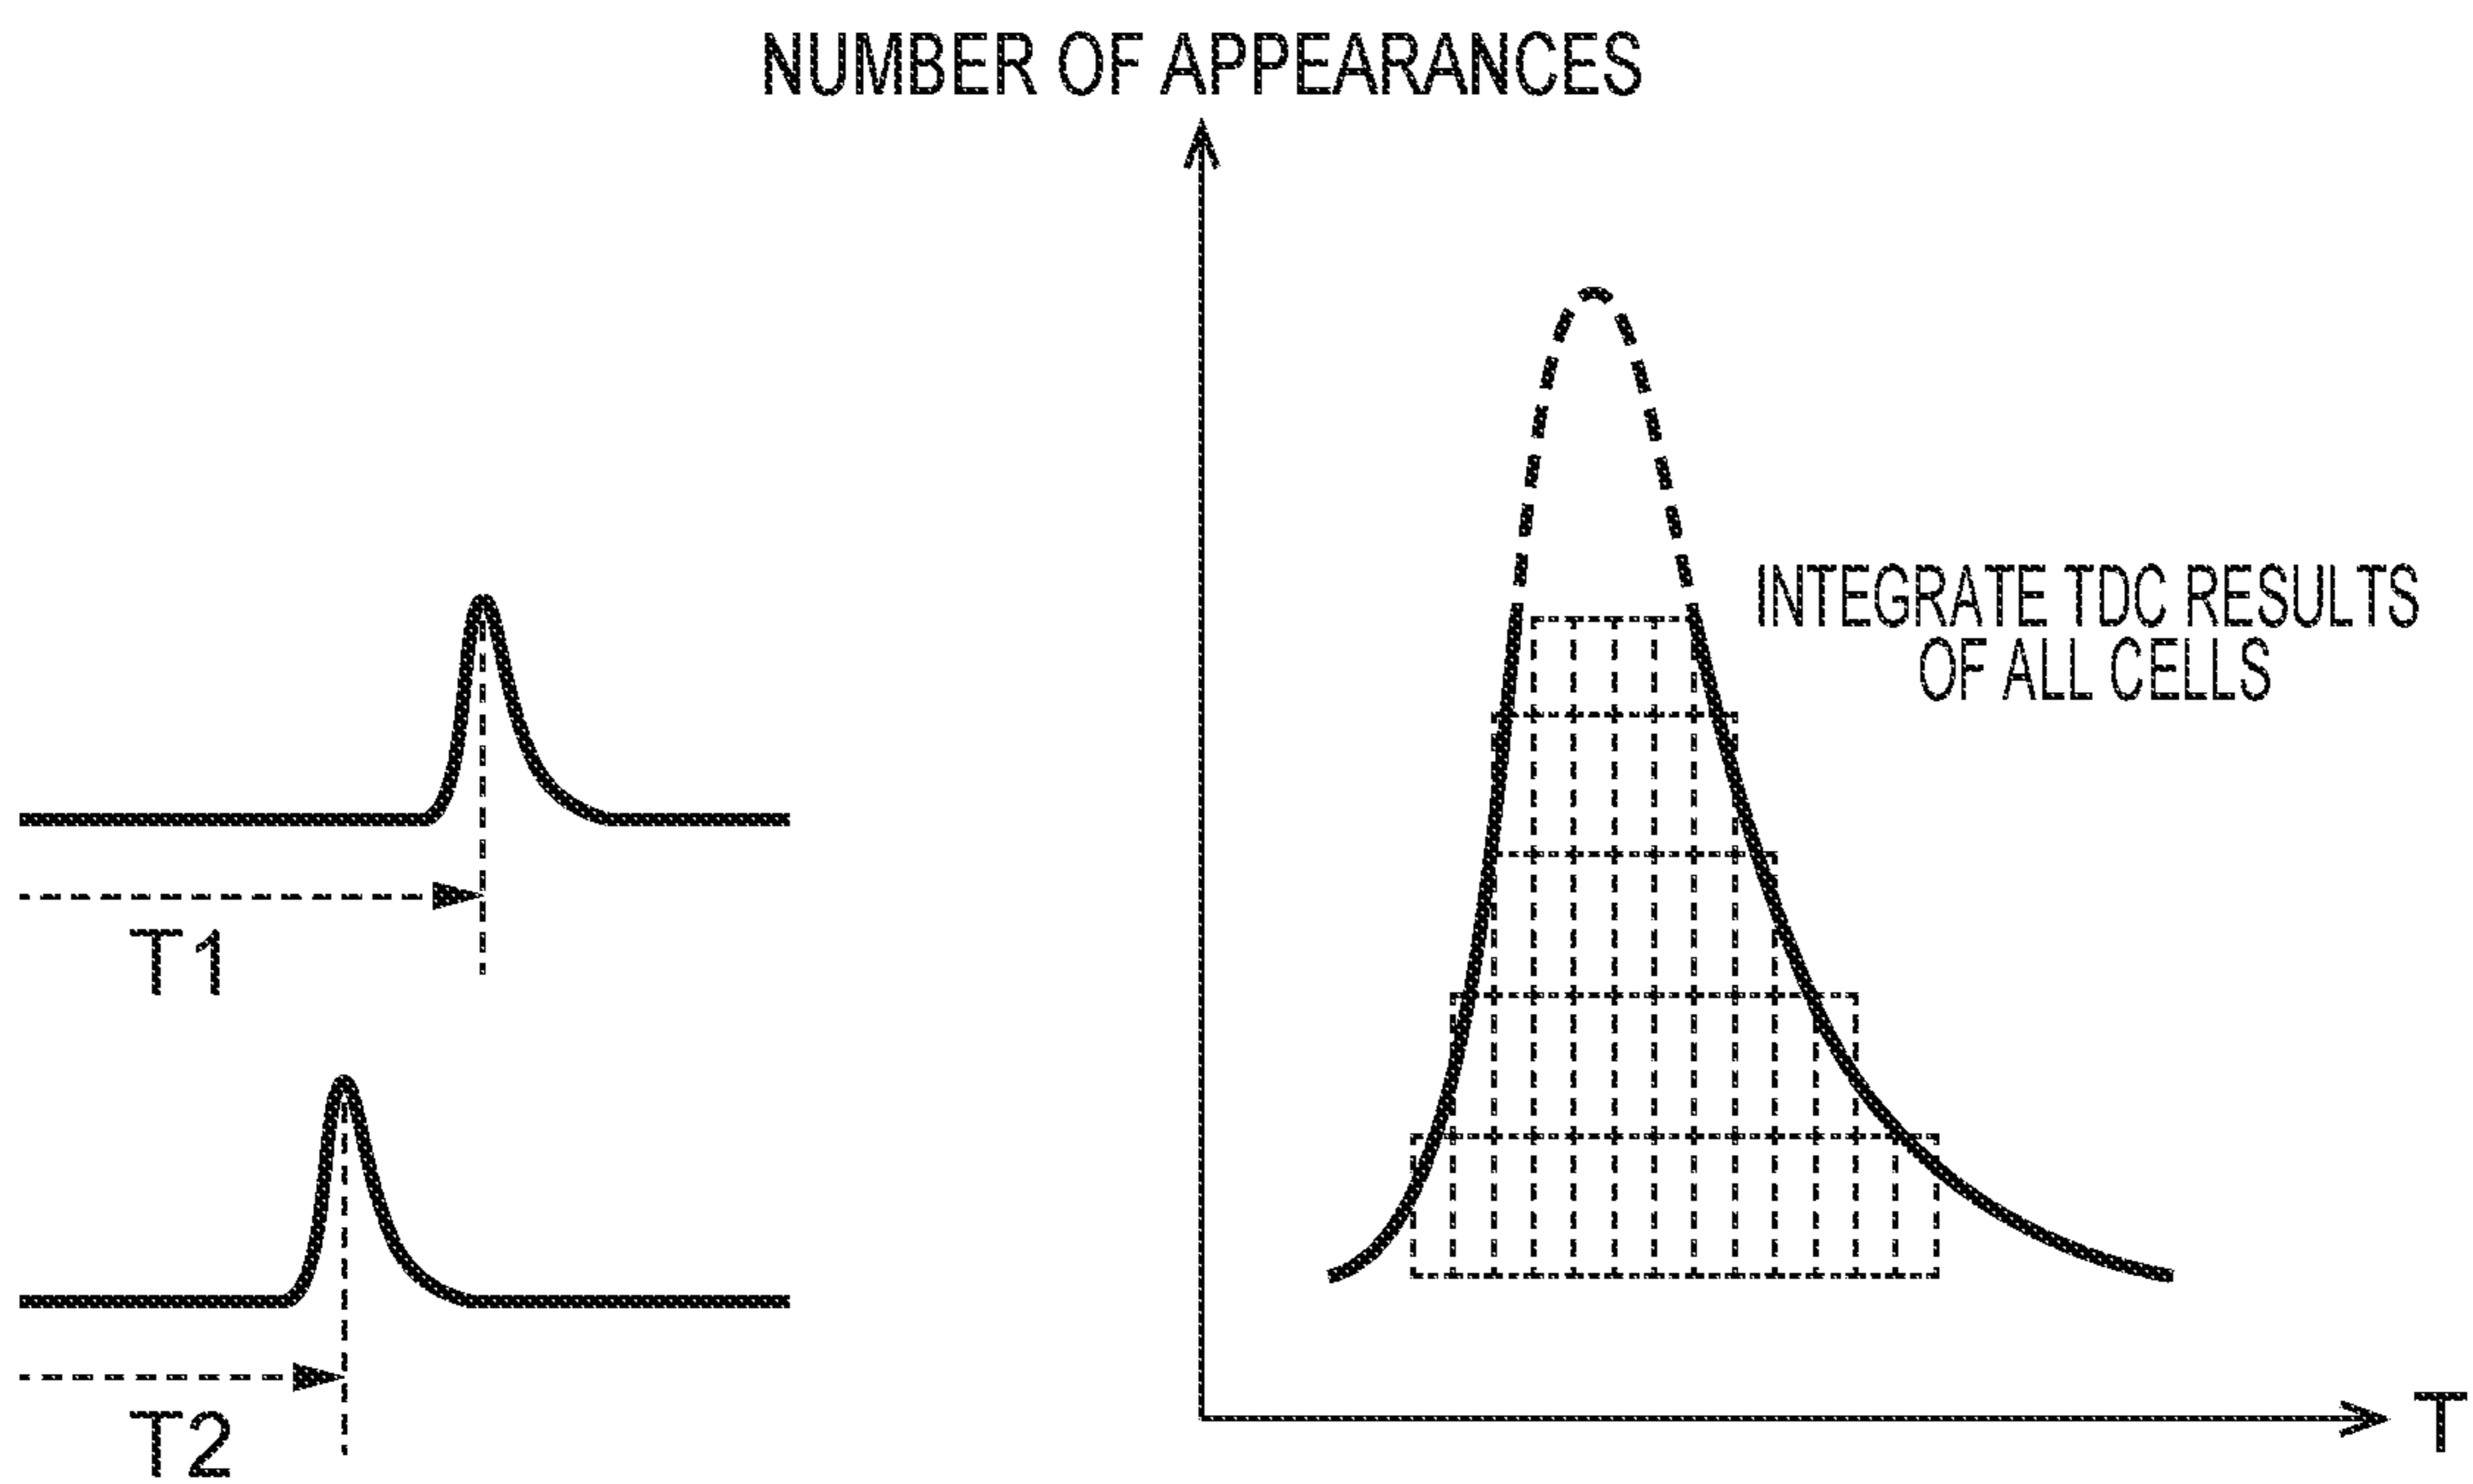 NUMBER OF APPEARANCES
INTEGRATE TDC RESULTS
OF ALL CELLS
T1
T2
T